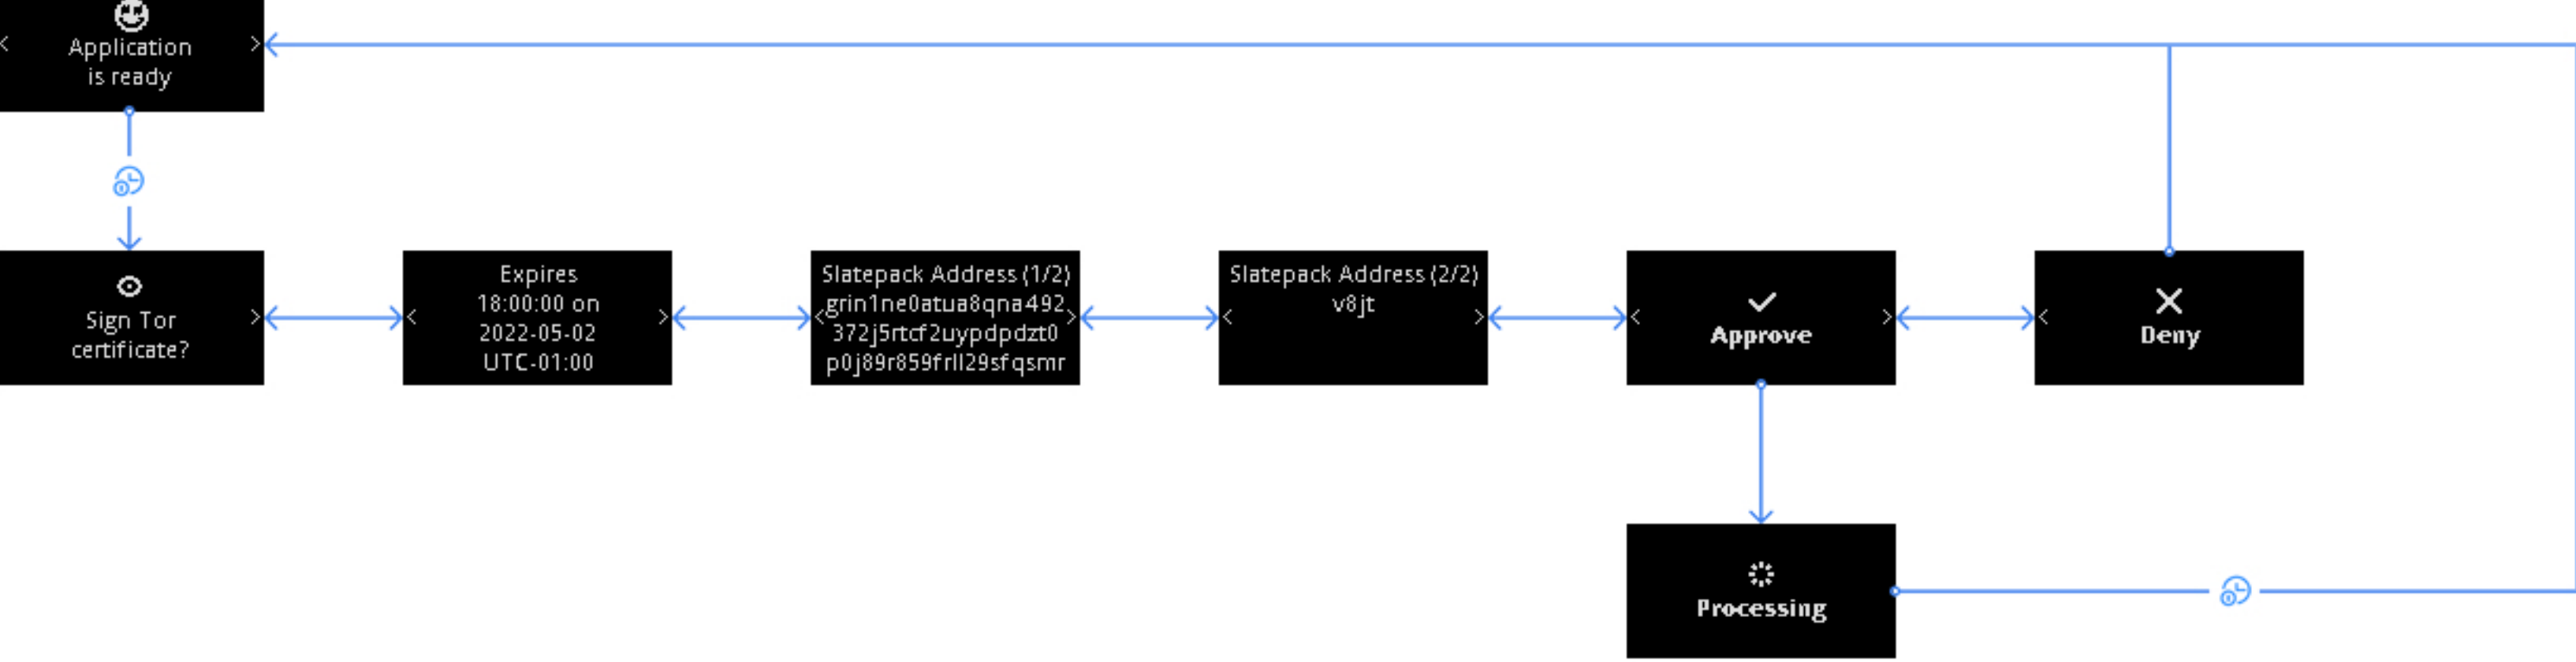 Application
is ready
Sign Tor
certificate?
Expires
18:00:00 on
2022-05-02
UTC-01:00
Slatepack Address (1/2)
grin1ne0atua8qna492
372j5rtcf2uypdpdzt0
p0j89r859frll29sfqsmr
Slatepack Address (2/2)
v8jt
Approve
Deny
Processing